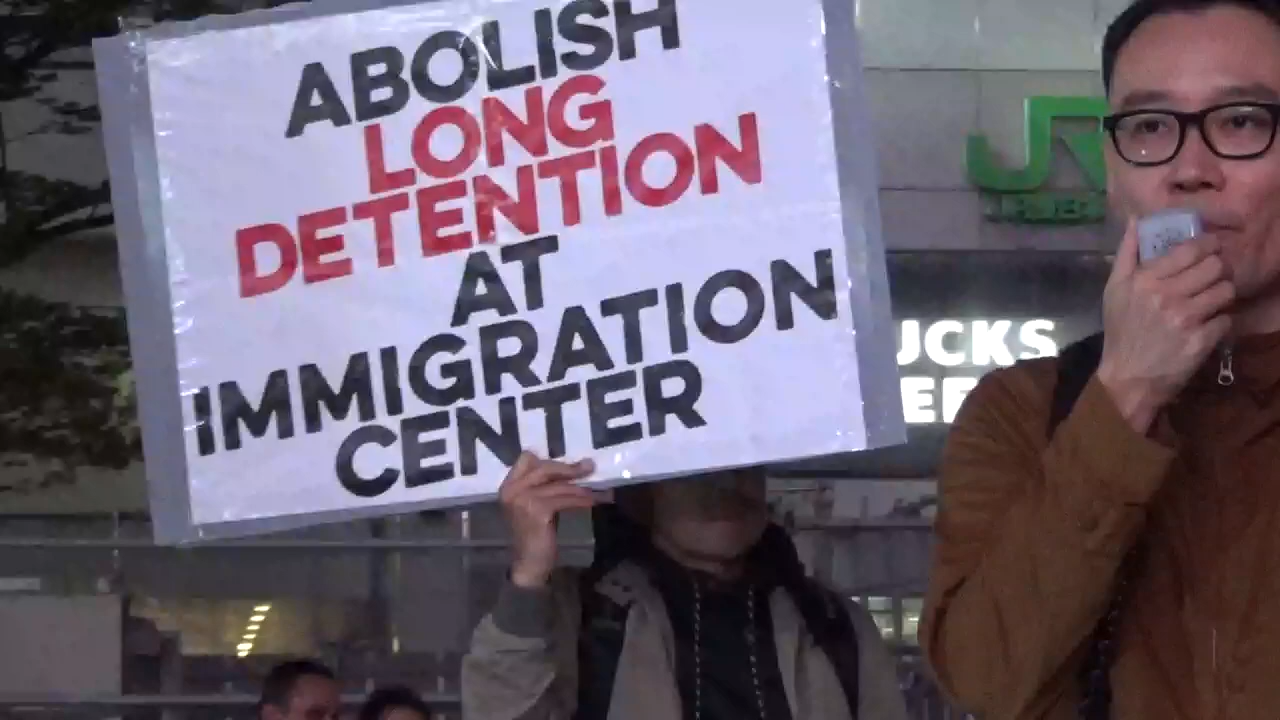 ABOLISH
LONG
DETENTION
AT
IMMIGRATION
CENTER
JR
UCKS